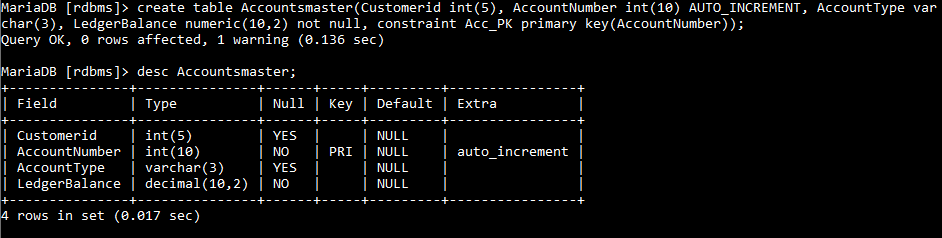 MariaDB [rdbms]> create table Accountsmaster(Customerid int(5), AccountNumber int(10) AUTO_INCREMENT, AccountType var
char(3), LedgerBalance numeric(10,2) not null, constraint Acc_PK primary key(AccountNumber));
Query OK, 0 rows affected, 1 warning (0.136 sec)

MariaDB [rdbms]> desc Accountsmaster;
+---------------+---------------+------+-----+---------+----------------+
| Field         | Type          | Null | Key | Default | Extra          |
+---------------+---------------+------+-----+---------+----------------+
| Customerid    | int(5)        | YES  |     | NULL    |                |
| AccountNumber | int(10)       | NO   | PRI | NULL    | auto_increment |
| AccountType   | varchar(3)    | YES  |     | NULL    |                |
| LedgerBalance | decimal(10,2) | NO   |     | NULL    |                |
+---------------+---------------+------+-----+---------+----------------+
4 rows in set (0.017 sec)